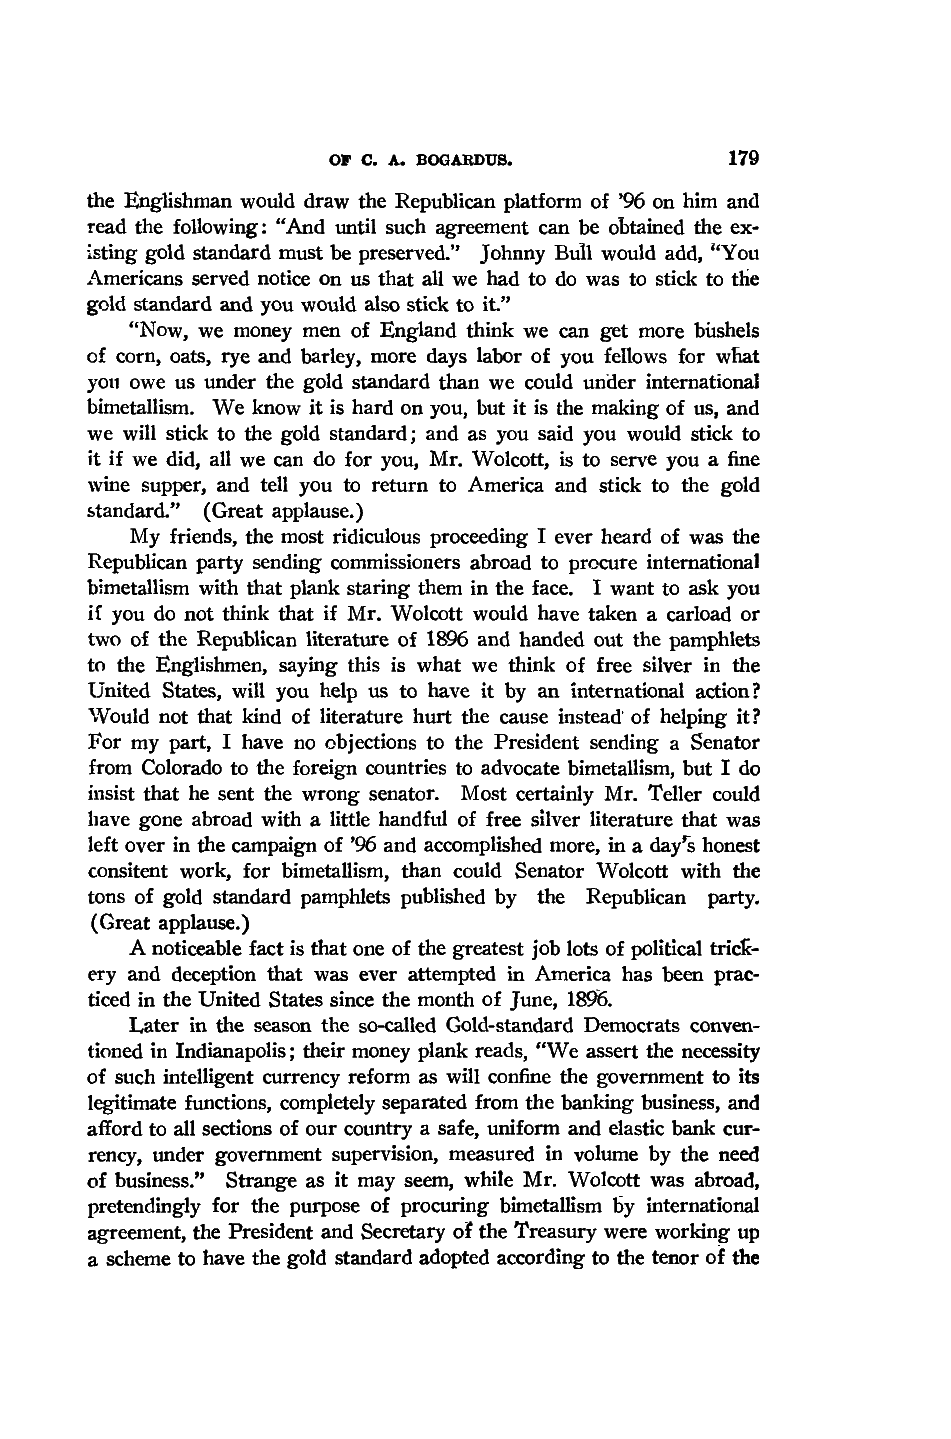 OF C. A. BOGARDUS. 179
the Englishman would draw the Republican platform of ’96 on him and
read the following: “And until such agreement can be obtained the ex-
isting gold standard must be preserved.” Johnny Bull would add, “You
Americans served notice on us that all we had to do was to stick to the
gold standard and you would also stick to it.”
“Now, we money men of England think we can get more bushels
of corn, oats, rye and barley, more days labor of you fellows for what
you owe us under the gold standard than we could under international
bimetallism. We know it is hard on you, but it is the making of us, and
we will stick to the gold standard; and as you said you would stick to
it if we did, all we can do for you, Mr. Wolcott, is to serve you a fine
wine supper, and tell you to return to America and stick to the gold
standard.” (Great applause.)
My friends, the most ridiculous proceeding I ever heard of was the
Republican party sending commissioners abroad to procure international
bimetallism with that plank staring them in the face. I want to ask you
if you do not think that if Mr. Wolcott would have taken a carload or
two of the Republican literature of 1896 and handed out the pamphlets
to the Englishmen, saying this is what we think of free silver in the
United States, will you help us to have it by an international action?
Would not that kind of literature hurt the cause instead of helping it?
For my part, I have no objections to the President sending a Senator
from Colorado to the foreign countries to advocate bimetallism, but I do
insist that he sent the wrong senator. Most certainly Mr. Teller could
have gone abroad with a little handful of free silver literature that was
left over in the campaign of ’96 and accomplished more, in a day’s honest
consitent work, for bimetallism, than could Senator Wolcott with the
tons of gold standard pamphlets published by the Republican party.
(Great applause.)
A noticeable fact is that one of the greatest job lots of political trick-
ery and deception that was ever attempted in America has been prac-
ticed in the United States since the month of June, 1896.
Later in the season the so-called Gold-standard Democrats conven-
tioned in Indianapolis; their money plank reads, “We assert the necessity
of such intelligent currency reform as will confine the government to its
legitimate functions, completely separated from the banking business, and
afford to all sections of our country a safe, uniform and elastic bank cur-
rency, under government supervision, measured in volume by the need
of business.” Strange as it may seem, while Mr. Wolcott was abroad,
pretendingly for the purpose of procuring bimetallism by international
agreement, the President and Secretary of the Treasury were working up
a scheme to have the gold standard adopted according to the tenor of the